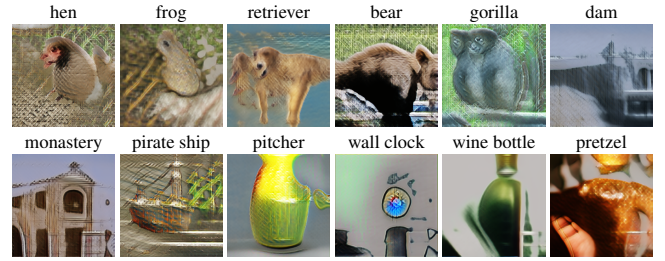 hen frog retriever bear gorilla dam
monastery pirate ship pitcher wall clock wine bottle pretzel